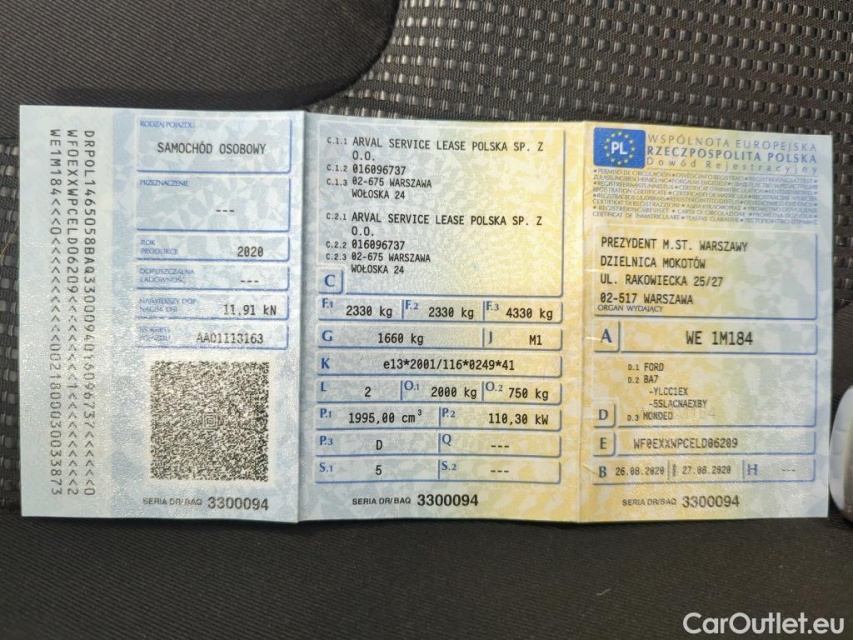 DRPOL1465058BAQ3300094016096737<<<<<<0
WF0EXXWPCELD06209<<<<<<1<<<<<<<<<<<<2
WE1M184<<<0<<<0<<<<0<<<<0021800030033873
RODZAJ POJAZDU
SAMOCHÓD OSOBOWY
PRZEZNACZENIE
---
ROK
PRODUKCJI 2020
DOPUSZCZALNA
ŁADOWNOŚĆ ---
NAJWIĘKSZY DOP.
NACISK OSI 11,91 kN
AAO1113163
SERIA DR/BAQ 3300094
C.1.1 ARVAL SERVICE LEASE POLSKA SP. Z
O.O.
C.1.2 016096737
C.1.3 02-675 WARSZAWA
WOŁOSKA 24
C.2.1 ARVAL SERVICE LEASE POLSKA SP. Z
O.O.
C.2.2 016096737
C.2.3 02-675 WARSZAWA
WOŁOSKA 24
C
F.1 2330 kg F.2 2330 kg F.3 4330 kg
G 1660 kg J M1
K e13*2001/116*0249*41
L 2 O.1 2000 kg O.2 750 kg
P.1 1995,00 cm³ P.2 110,30 kW
P.3 D Q ---
S.1 5 S.2 ---
SERIA DR/BAQ 3300094
PL
WSPÓLNOTA EUROPEJSKA
RZECZPOSPOLITA POLSKA
Dowód Rejestracyjny
PREZYDENT M.ST. WARSZAWY
DZIELNICA MOKOTÓW
UL. RAKOWIECKA 25/27
02-517 WARSZAWA
ORGAN WYDAJĄCY
A WE 1M184
D.1 FORD
D.2 BA7
-YLCC1EX
-5SLACNAEXBY
D D.3 MONDEO
E WF0EXXWPCELD06209
B 26.08.2020 I 27.08.2020 H ---
SERIA DR/BAQ 3300094
CarOutlet.eu